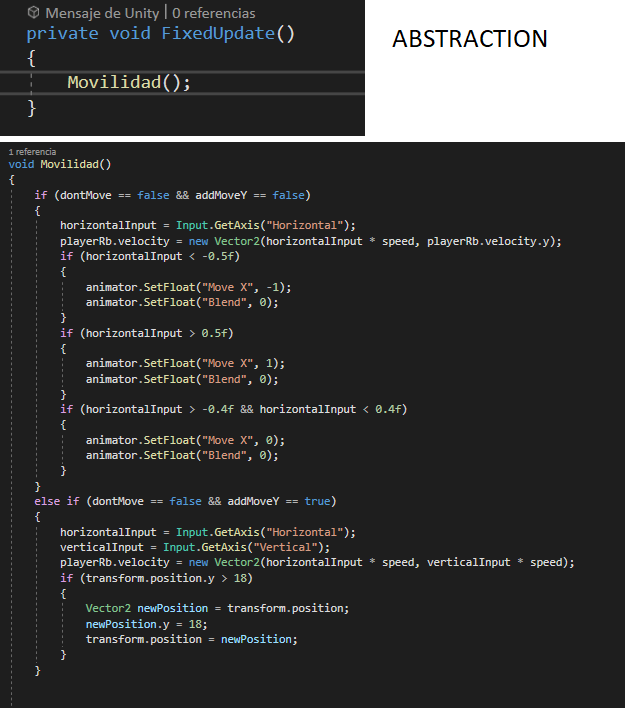 Mensaje de Unity | 0 referencias
private void FixedUpdate()
{
    Movilidad();
}
ABSTRACTION
1 referencia
void Movilidad()
{
    if (dontMove == false && addMoveY == false)
    {
        horizontalInput = Input.GetAxis("Horizontal");
        playerRb.velocity = new Vector2(horizontalInput * speed, playerRb.velocity.y);
        if (horizontalInput < -0.5f)
        {
            animator.SetFloat("Move X", -1);
            animator.SetFloat("Blend", 0);
        }
        if (horizontalInput > 0.5f)
        {
            animator.SetFloat("Move X", 1);
            animator.SetFloat("Blend", 0);
        }
        if (horizontalInput > -0.4f && horizontalInput < 0.4f)
        {
            animator.SetFloat("Move X", 0);
            animator.SetFloat("Blend", 0);
        }
    }
    else if (dontMove == false && addMoveY == true)
    {
        horizontalInput = Input.GetAxis("Horizontal");
        verticalInput = Input.GetAxis("Vertical");
        playerRb.velocity = new Vector2(horizontalInput * speed, verticalInput * speed);
        if (transform.position.y > 18)
        {
            Vector2 newPosition = transform.position;
            newPosition.y = 18;
            transform.position = newPosition;
        }
    }